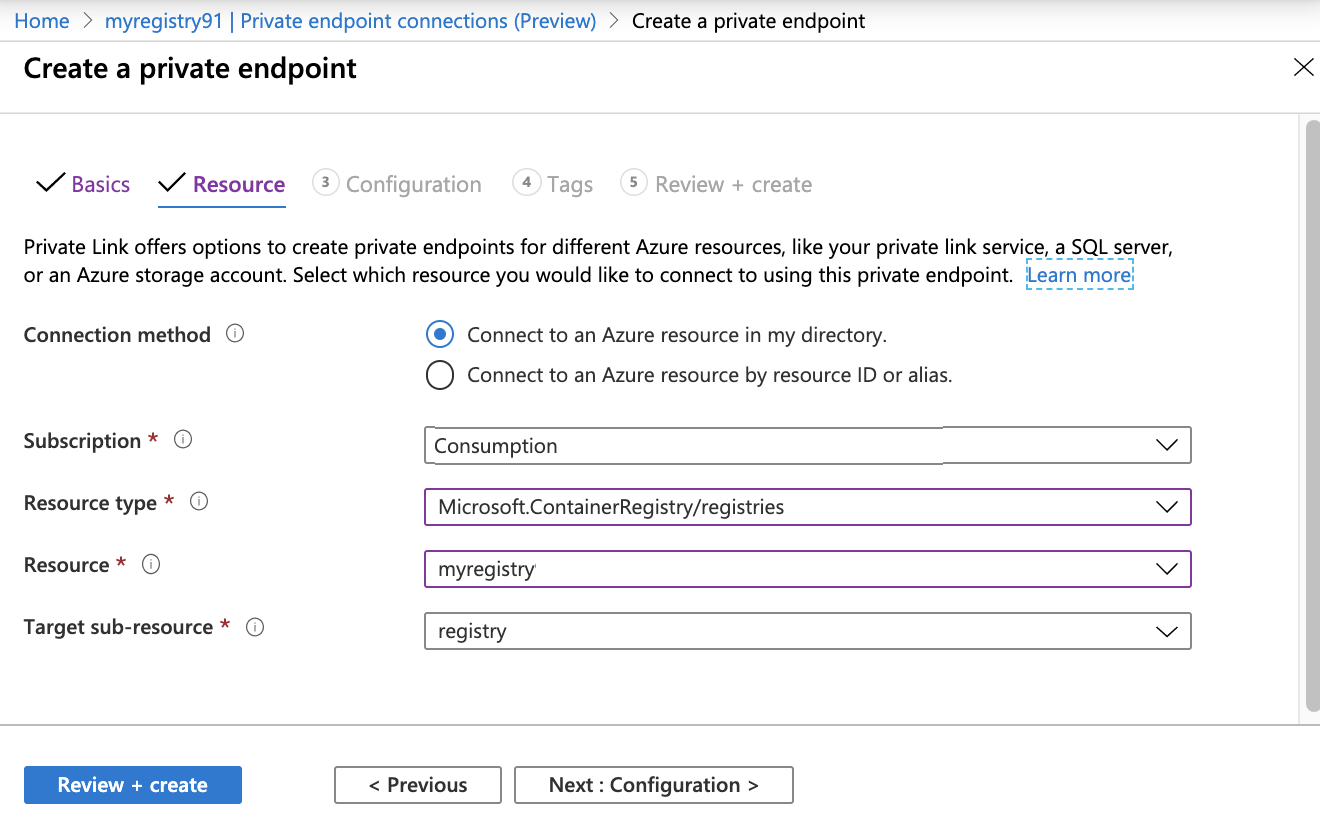 Home > myregistry91 | Private endpoint connections (Preview) > Create a private endpoint
Create a private endpoint
Basics Resource 3 Configuration 4 Tags 5 Review + create
Private Link offers options to create private endpoints for different Azure resources, like your private link service, a SQL server,
or an Azure storage account. Select which resource you would like to connect to using this private endpoint. Learn more
Connection method
Connect to an Azure resource in my directory.
Connect to an Azure resource by resource ID or alias.
Subscription *
Consumption
Resource type *
Microsoft.ContainerRegistry/registries
Resource *
myregistry
Target sub-resource *
registry
Review + create
< Previous
Next : Configuration >